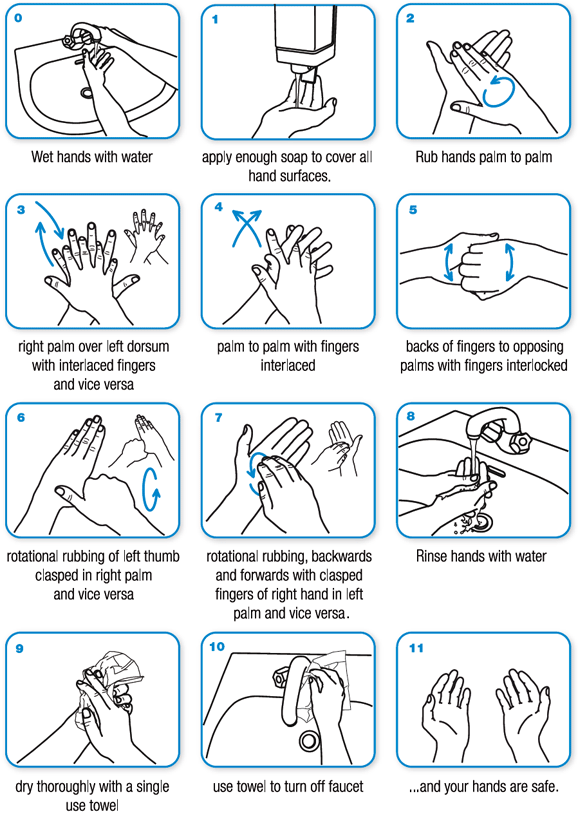 0
Wet hands with water
1
apply enough soap to cover all
hand surfaces.
2
Rub hands palm to palm
3
right palm over left dorsum
with interlaced fingers
and vice versa
4
palm to palm with fingers
interlaced
5
backs of fingers to opposing
palms with fingers interlocked
6
rotational rubbing of left thumb
clasped in right palm
and vice versa
7
rotational rubbing, backwards
and forwards with clasped
fingers of right hand in left
palm and vice versa.
8
Rinse hands with water
9
dry thoroughly with a single
use towel
10
use towel to turn off faucet
11
...and your hands are safe.